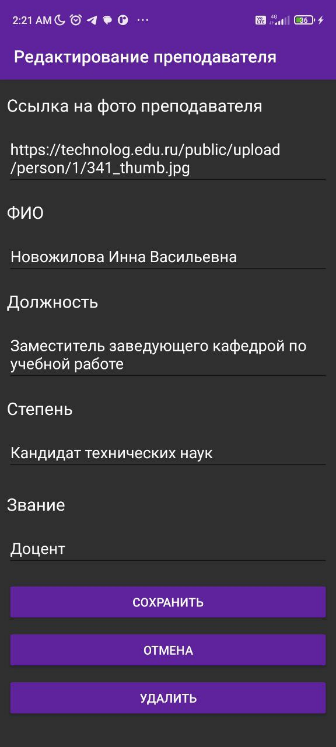 2:21 AM
Редактирование преподавателя
Ссылка на фото преподавателя
https://technolog.edu.ru/public/upload
/person/1/341_thumb.jpg
ФИО
Новожилова Инна Васильевна
Должность
Заместитель заведующего кафедрой по
учебной работе
Степень
Кандидат технических наук
Звание
Доцент
СОХРАНИТЬ
ОТМЕНА
УДАЛИТЬ